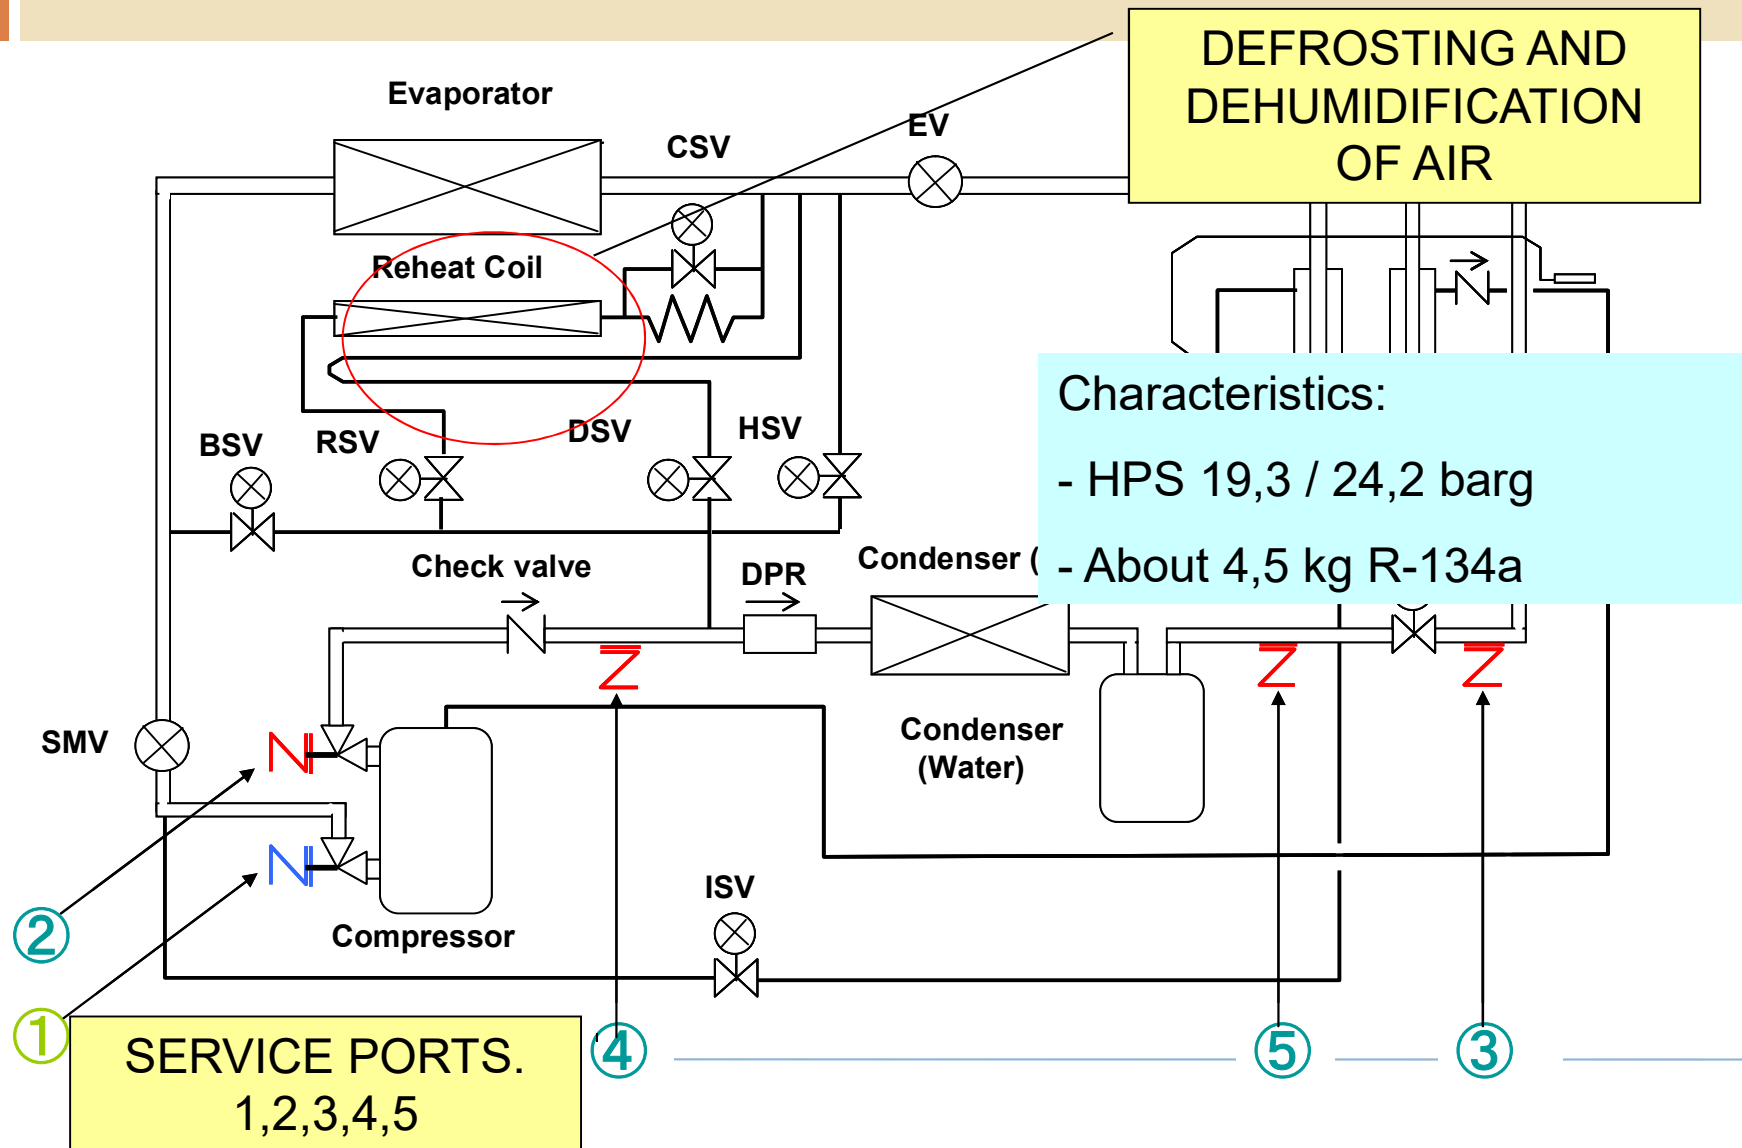 DEFROSTING AND
DEHUMIDIFICATION
OF AIR
Evaporator
CSV
EV
Reheat Coil
Characteristics:
- HPS 19,3 / 24,2 barg
- About 4,5 kg R-134a
BSV
RSV
DSV
HSV
Check valve
DPR
Condenser (
SMV
Condenser
(Water)
ISV
Compressor
②
①
④
⑤
③
SERVICE PORTS.
1,2,3,4,5